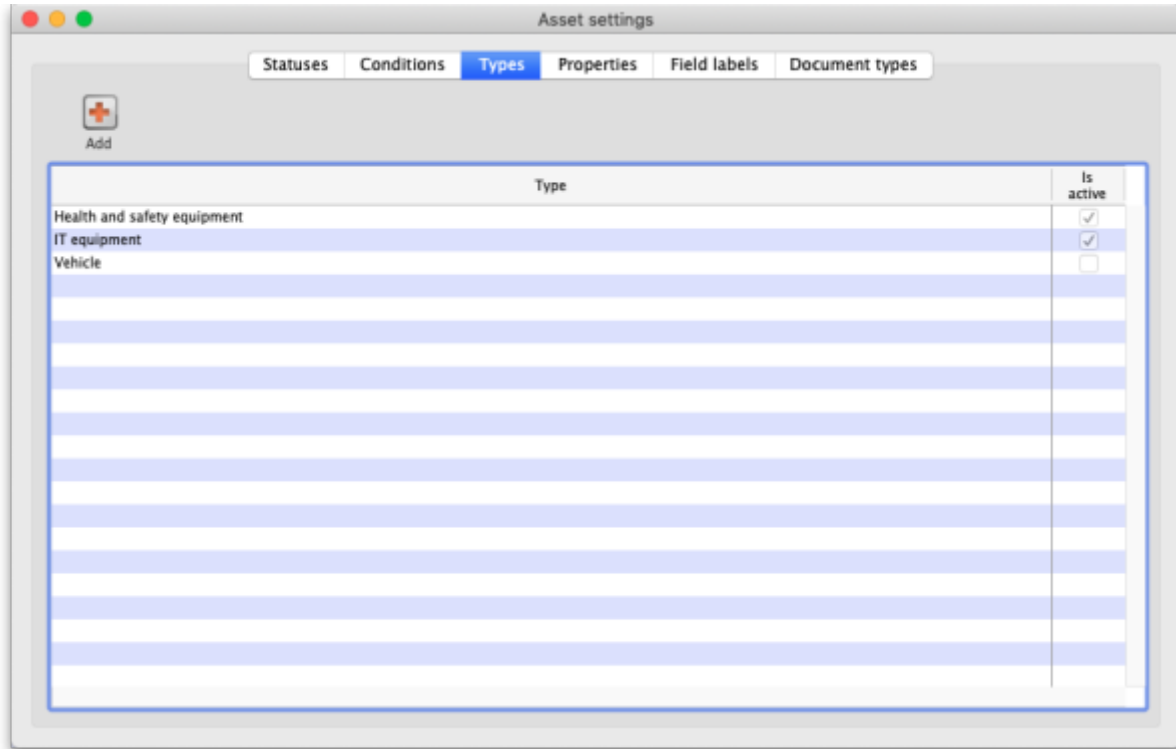 Asset settings
Statuses Conditions Types Properties Field labels Document types
Add
Type Is active
Health and safety equipment
IT equipment
Vehicle